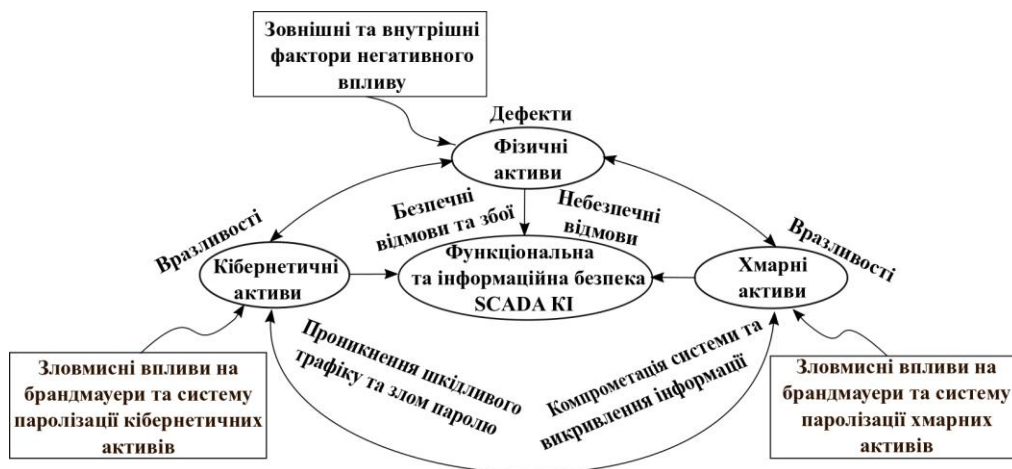 Зовнішні та внутрішні
фактори негативного
впливу
Дефекти
Фізичні
активи
Безпечні
відмови та збої
Небезпечні
відмови
Вразливості
Вразливості
Кібернетичні
активи
Функціональна
та інформаційна безпека
SCADA КІ
Хмарні
активи
Проникнення шкідливого
трафіку та злом паролю
Компрометація системи та
викривлення інформації
Зловмисні впливи на
брандмауери та систему
паролізації кібернетичних
активів
Зловмисні впливи на
брандмауери та систему
паролізації хмарних
активів